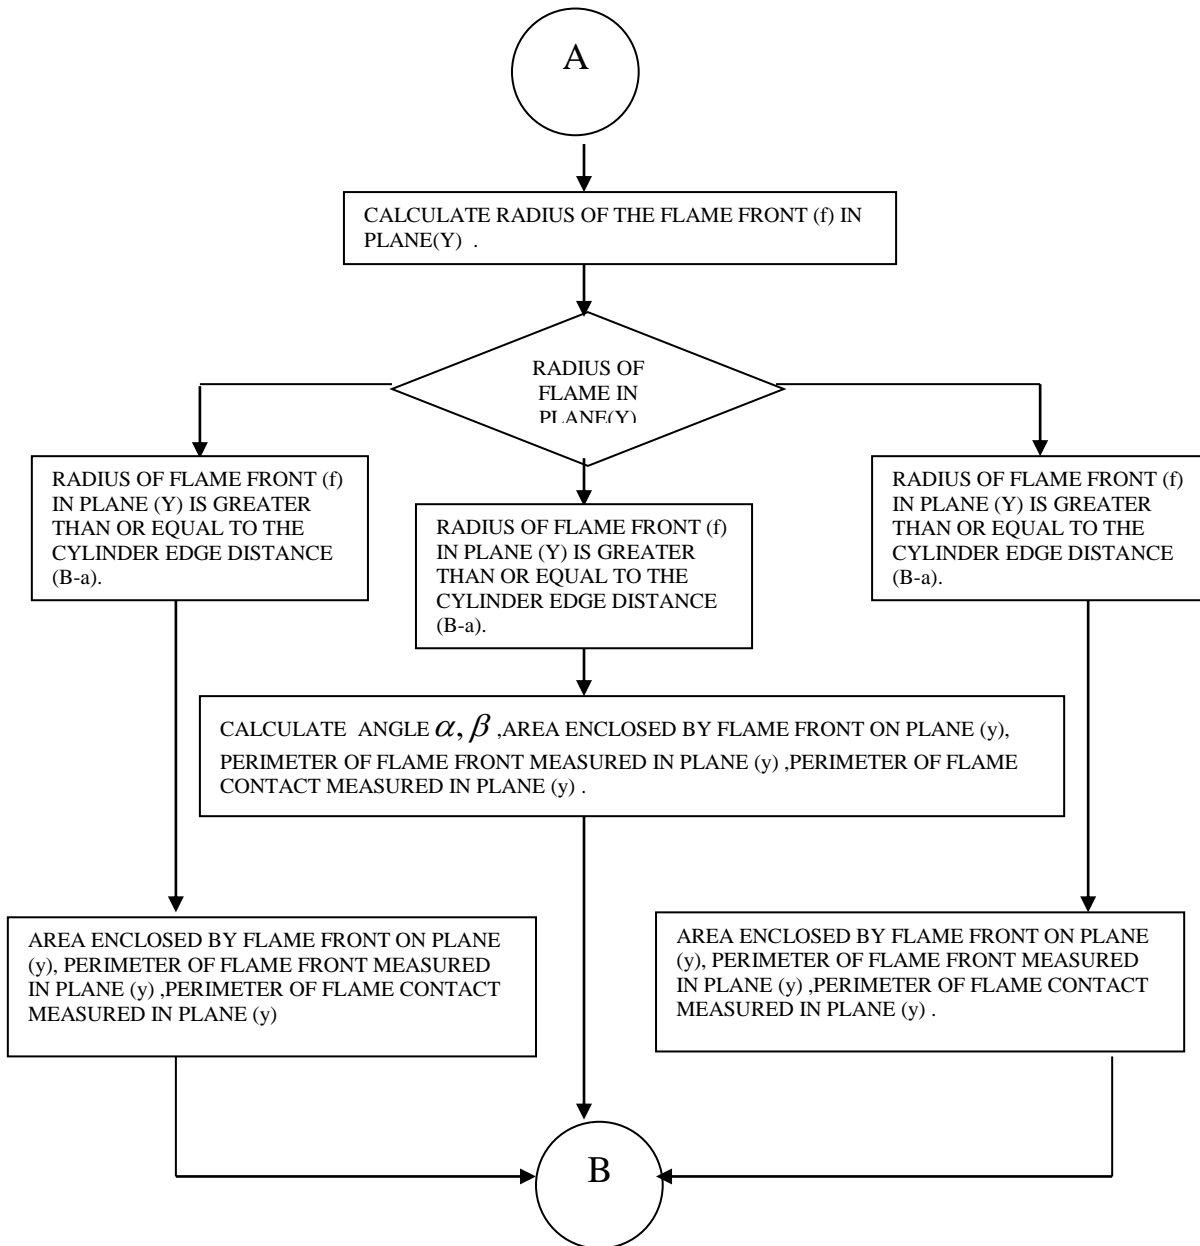 A
CALCULATE RADIUS OF THE FLAME FRONT (f) IN
PLANE(Y) .
RADIUS OF
FLAME IN
PLANE(Y)
RADIUS OF FLAME FRONT (f)
IN PLANE (Y) IS GREATER
THAN OR EQUAL TO THE
CYLINDER EDGE DISTANCE
(B-a).
RADIUS OF FLAME FRONT (f)
IN PLANE (Y) IS GREATER
THAN OR EQUAL TO THE
CYLINDER EDGE DISTANCE
(B-a).
RADIUS OF FLAME FRONT (f)
IN PLANE (Y) IS GREATER
THAN OR EQUAL TO THE
CYLINDER EDGE DISTANCE
(B-a).
CALCULATE ANGLE α, β ,AREA ENCLOSED BY FLAME FRONT ON PLANE (y),
PERIMETER OF FLAME FRONT MEASURED IN PLANE (y) ,PERIMETER OF FLAME
CONTACT MEASURED IN PLANE (y) .
AREA ENCLOSED BY FLAME FRONT ON PLANE
(y), PERIMETER OF FLAME FRONT MEASURED
IN PLANE (y) ,PERIMETER OF FLAME CONTACT
MEASURED IN PLANE (y)
AREA ENCLOSED BY FLAME FRONT ON PLANE
(y), PERIMETER OF FLAME FRONT MEASURED
IN PLANE (y) ,PERIMETER OF FLAME CONTACT
MEASURED IN PLANE (y) .
B